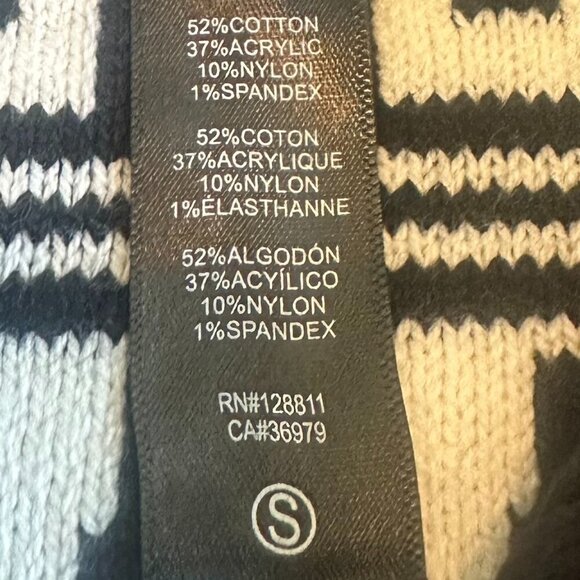 52%COTTON
37%ACRYLIC
10%NYLON
1%SPANDEX
52%COTON
37%ACRYLIQUE
10%NYLON
1%ÉLASTHANNE
52%ALGODÓN
37%ACYÍLICO
10%NYLON
1%SPANDEX
RN#128811
CA#36979
S